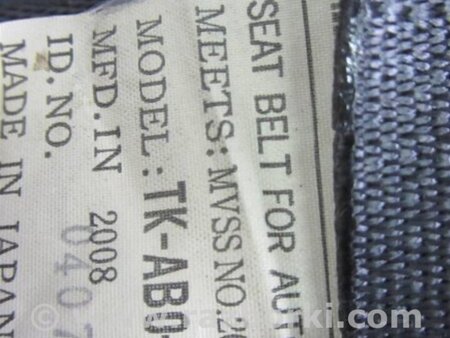 SEAT BELT FOR AUT
MEETS: MVSS NO.20
MODEL: TK-AB0
MFD. IN 2008
ID. NO. 0407
MADE IN JAPAN